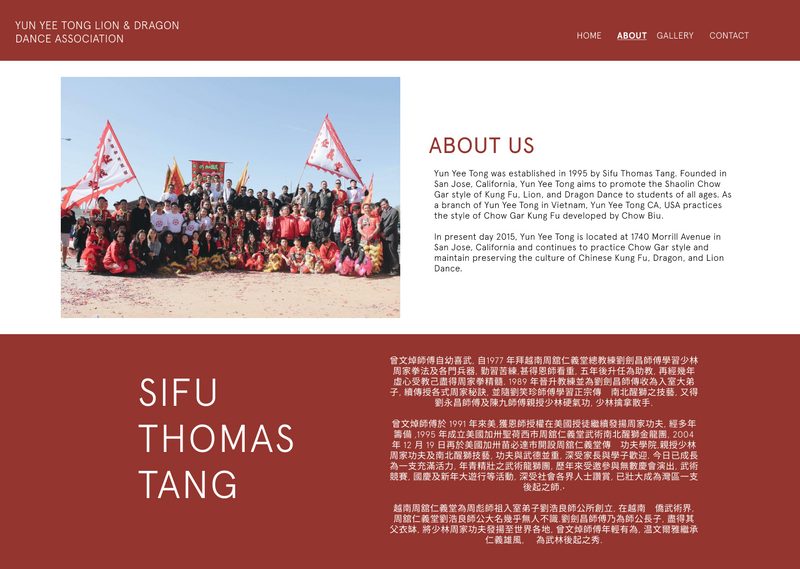 YUN YEE TONG LION & DRAGON
DANCE ASSOCIATION
HOME ABOUT GALLERY CONTACT
ABOUT US
Yun Yee Tong was established in 1995 by Sifu Thomas Tang. Founded in
San Jose, California, Yun Yee Tong aims to promote the Shaolin Chow
Gar style of Kung Fu, Lion, and Dragon Dance to students of all ages. As
a branch of Yun Yee Tong in Vietnam, Yun Yee Tong CA, USA practices
the style of Chow Gar Kung Fu developed by Chow Biu.
In present day 2015, Yun Yee Tong is located at 1740 Morrill Avenue in
San Jose, California and continues to practice Chow Gar style and
maintain preserving the culture of Chinese Kung Fu, Dragon, and Lion
Dance.
SIFU
THOMAS
TANG
曾文焯師傅自幼喜武, 自1977 年拜越南周舘仁義堂總教練劉劍昌師傅學習少林
周家拳法及各門兵器, 勤習苦練,甚得恩師看重, 五年後升任為助教, 再經幾年
虛心受教己盡得周家拳精髓. 1989 年晉升教練並為劉劍昌師傅收為入室大弟
子, 續傳授各式周家秘訣, 並隨劉笑珍師傅學習正宗傳 南北醒獅之技藝, 又得
劉永昌師傅及陳九師傅親授少林硬氣功, 少林擒拿散手.
曾文焯師傅於 1991 年來美,獲恩師授權在美國授徒繼續發揚周家功夫, 經多年
籌備 ,1995 年成立美國加卅聖荷西市周舘仁義堂武術南北醒獅金龍團, 2004
年 12 月 19 日再於美國加卅苗必達市開設周舘仁義堂傳 功夫學院,親授少林
周家功夫及南北醒獅技藝, 功夫與武德並重, 深受家長與學子歡迎. 今日已成長
為一支充滿活力, 年青精壯之武術龍獅團, 歷年來受邀參與無數慶會演出, 武術
競賽, 國慶及新年大遊行等活動, 深受社會各界人士讚賞, 已壯大成為灣區一支
後起之師,.
越南周舘仁義堂為周彪師祖入室弟子劉浩良師公所創立, 在越南 僑武術界,
周舘仁義堂劉浩良師公大名幾乎無人不識.劉劍昌師傅乃為師公長子, 盡得其
父衣缽, 將少林周家功夫發揚至世界各地, 曾文焯師傅年輕有為, 温文爾雅繼承
仁義雄風, 為武林後起之秀.